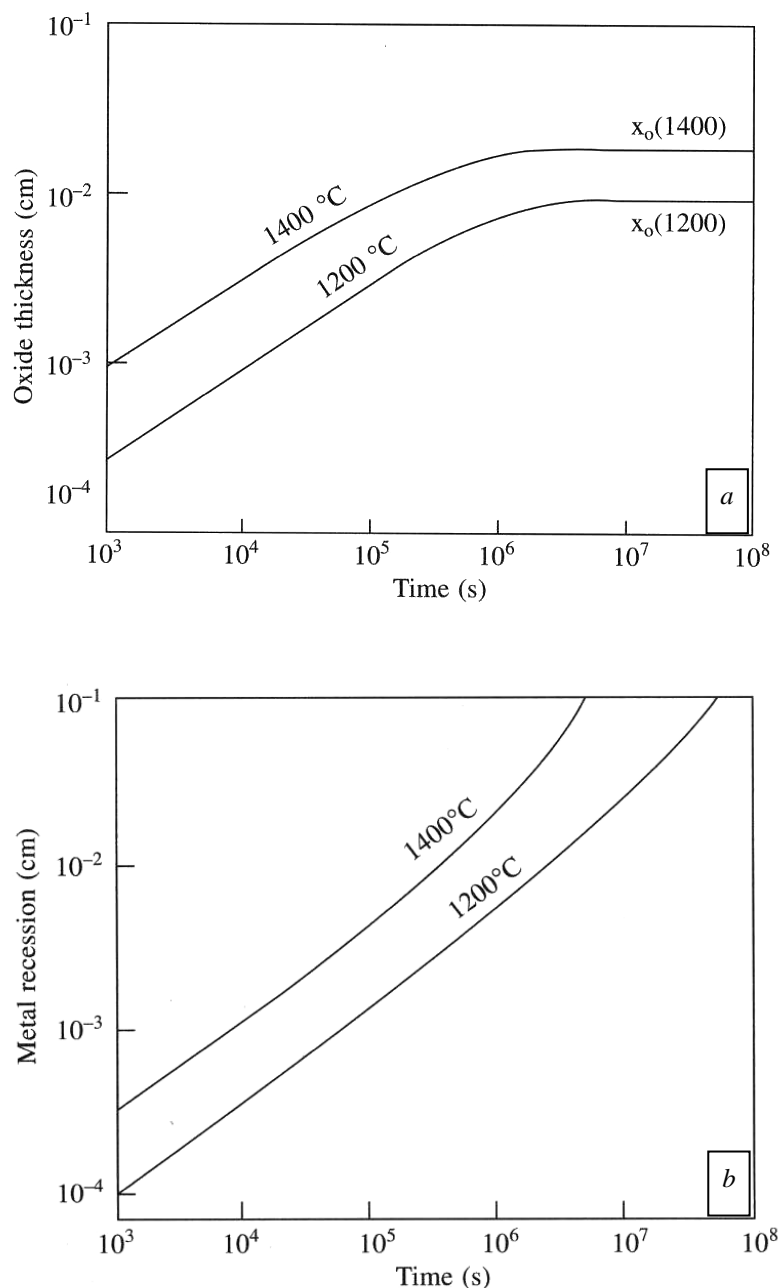 10⁻¹
xₒ(1400)
10⁻²
1400 °C
xₒ(1200)
1200 °C
Oxide thickness (cm)
10⁻³
10⁻⁴
a
10³ 10⁴ 10⁵ 10⁶ 10⁷ 10⁸
Time (s)
10⁻¹
1400°C
10⁻²
1200°C
Metal recession (cm)
10⁻³
10⁻⁴
b
10³ 10⁴ 10⁵ 10⁶ 10⁷ 10⁸
Time (s)